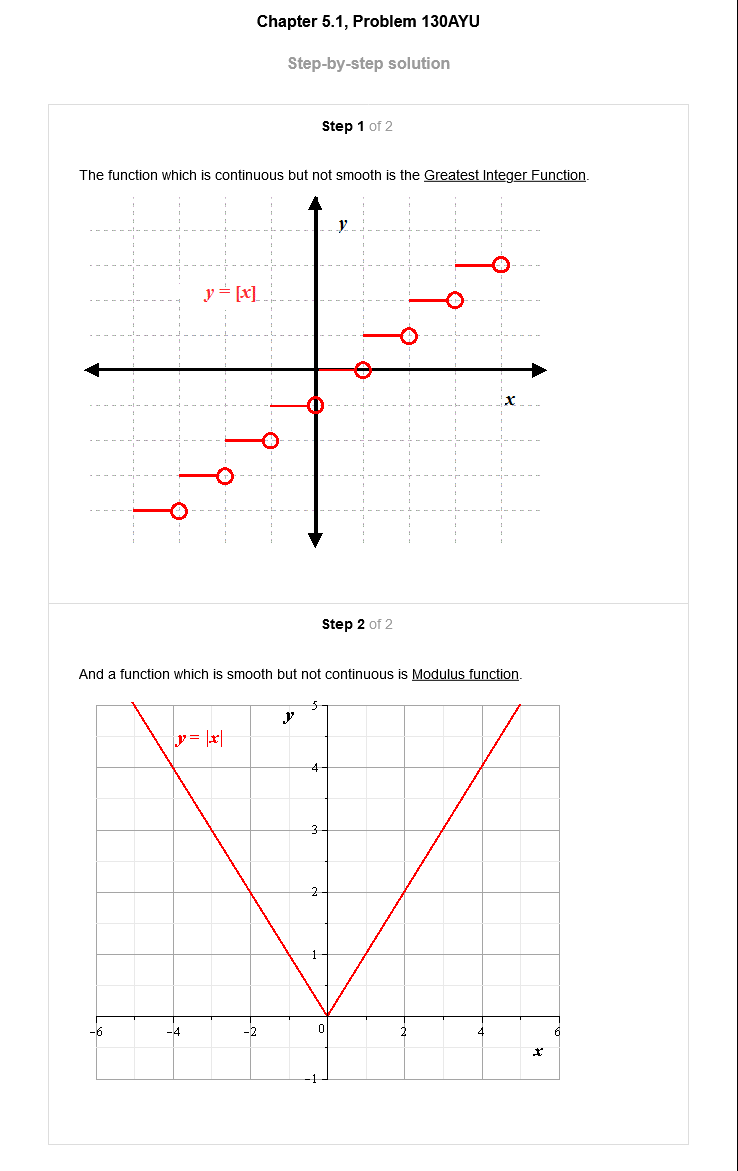 Chapter 5.1, Problem 130AYU
Step-by-step solution
Step 1 of 2
The function which is continuous but not smooth is the Greatest Integer Function.
y
y = [x]
x
Step 2 of 2
And a function which is smooth but not continuous is Modulus function.
y
5
y = |x|
4
3
2
1
-6 -4 -2 0 2 4 6
x
-1